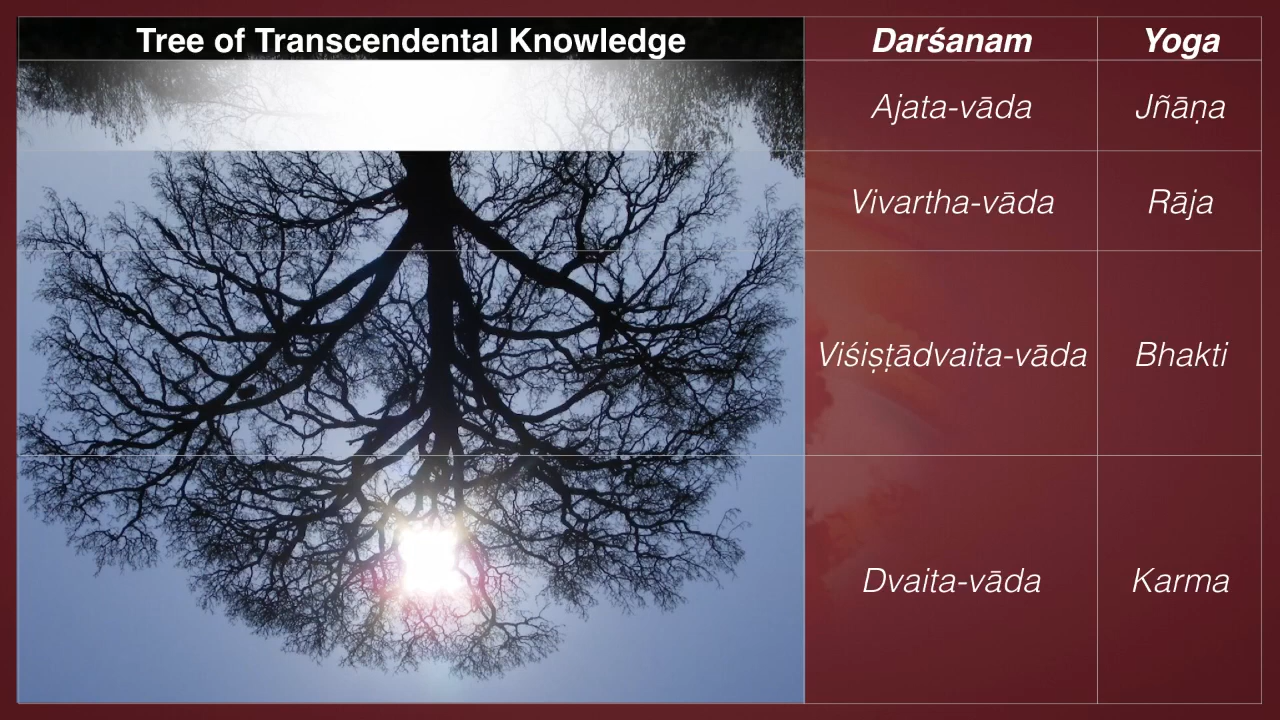 Tree of Transcendental Knowledge Darśanam Yoga
Ajata-vāda Jñāṇa
Vivartha-vāda Rāja
Viśiṣṭādvaita-vāda Bhakti
Dvaita-vāda Karma